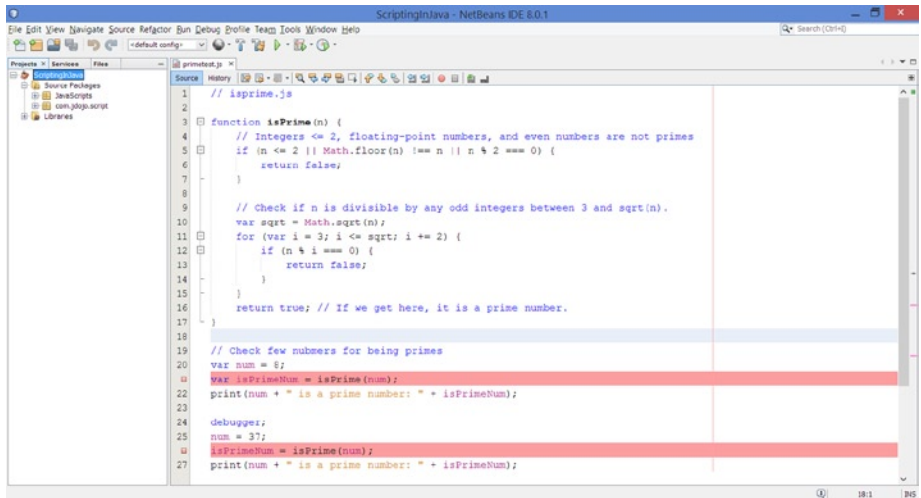 ScriptingInJava - NetBeans IDE 8.0.1
File Edit View Navigate Source Refactor Run Debug Profile Team Tools Window Help
Search (Ctrl+I)
<default config>
Projects × Services Files
primetest.js ×
ScriptingInJava
Source Packages
JavaScripts
com.jdojo.script
Libraries
Source History
1 // isprime.js
2
3 function isPrime(n) {
4 // Integers <= 2, floating-point numbers, and even numbers are not primes
5 if (n <= 2 || Math.floor(n) !== n || n % 2 === 0) {
6 return false;
7 }
8
9 // Check if n is divisible by any odd integers between 3 and sqrt(n).
10 var sqrt = Math.sqrt(n);
11 for (var i = 3; i <= sqrt; i += 2) {
12 if (n % i === 0) {
13 return false;
14 }
15 }
16 return true; // If we get here, it is a prime number.
17 }
18
19 // Check few nubmers for being primes
20 var num = 8;
var isPrimeNum = isPrime(num);
22 print(num + " is a prime number: " + isPrimeNum);
23
24 debugger;
25 num = 37;
isPrimeNum = isPrime(num);
27 print(num + " is a prime number: " + isPrimeNum);
18:1 INS